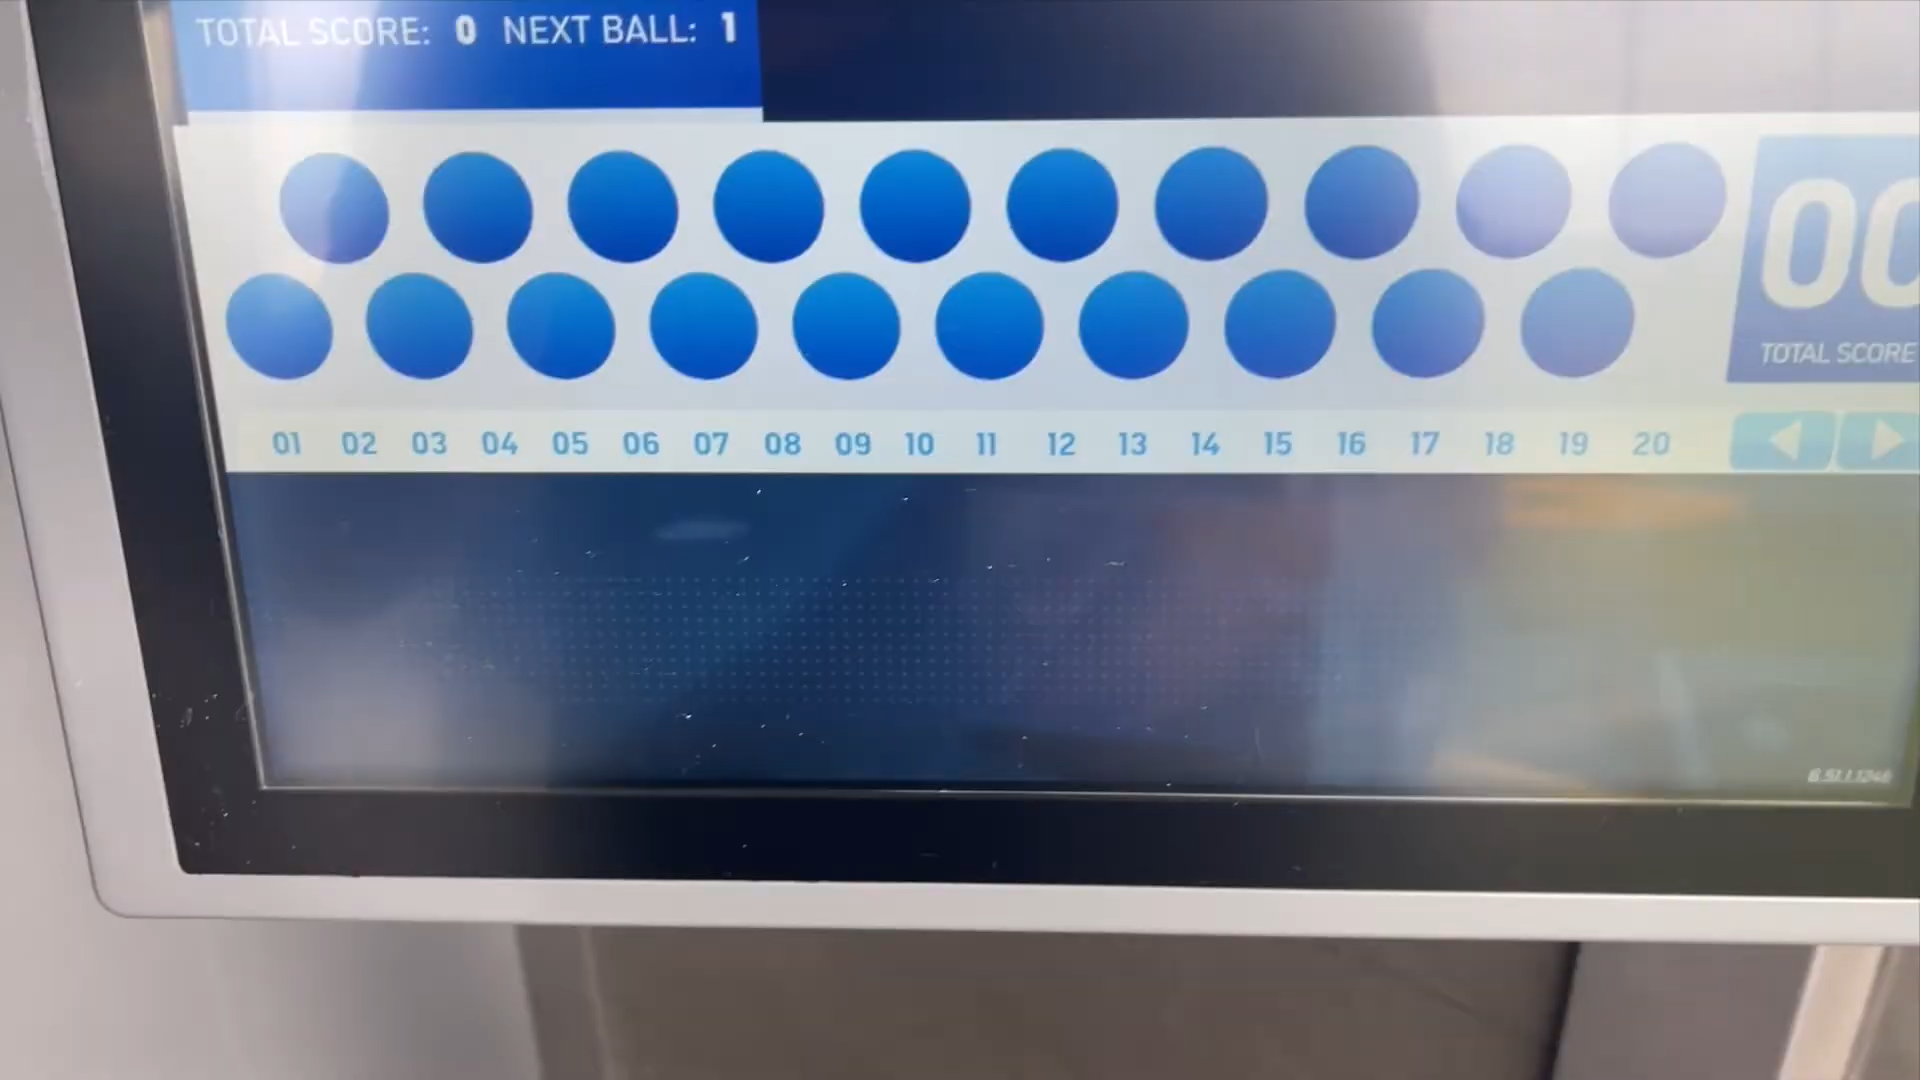 TOTAL SCORE: 0 NEXT BALL: 1
00
TOTAL SCORE
01 02 03 04 05 06 07 08 09 10 11 12 13 14 15 16 17 18 19 20